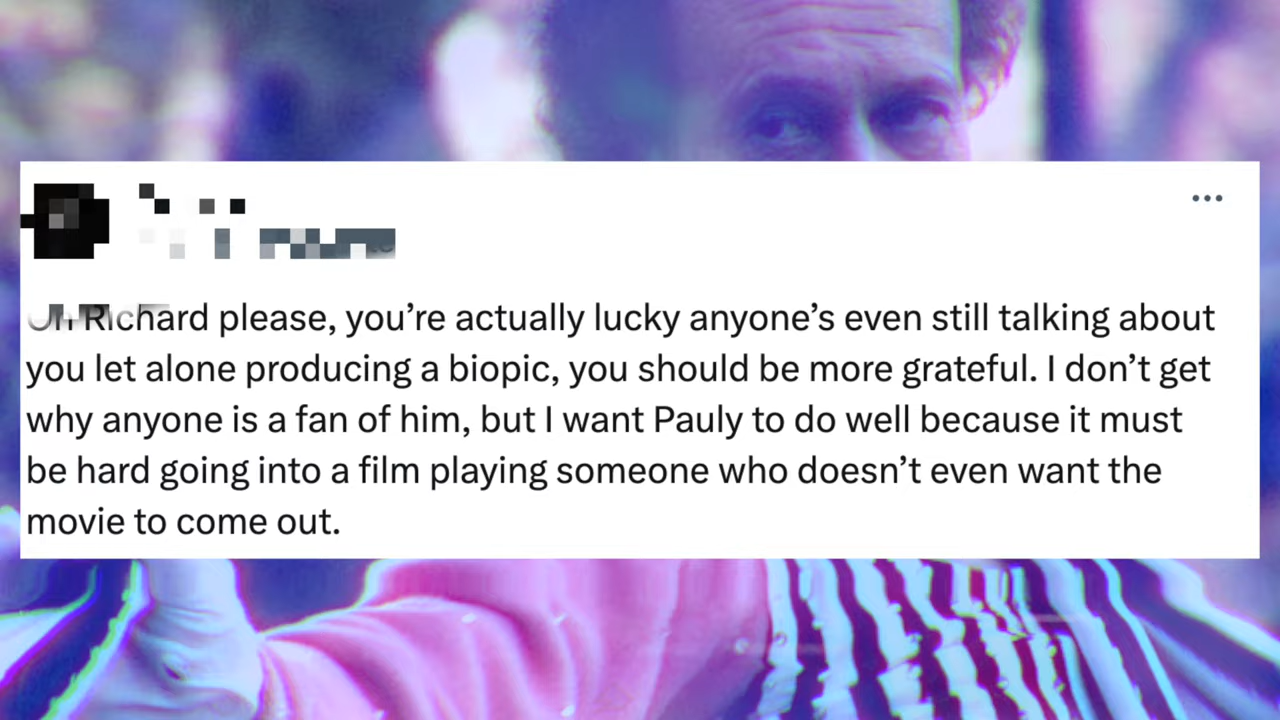 Richard please, you’re actually lucky anyone’s even still talking about
you let alone producing a biopic, you should be more grateful. I don’t get
why anyone is a fan of him, but I want Pauly to do well because it must
be hard going into a film playing someone who doesn’t even want the
movie to come out.